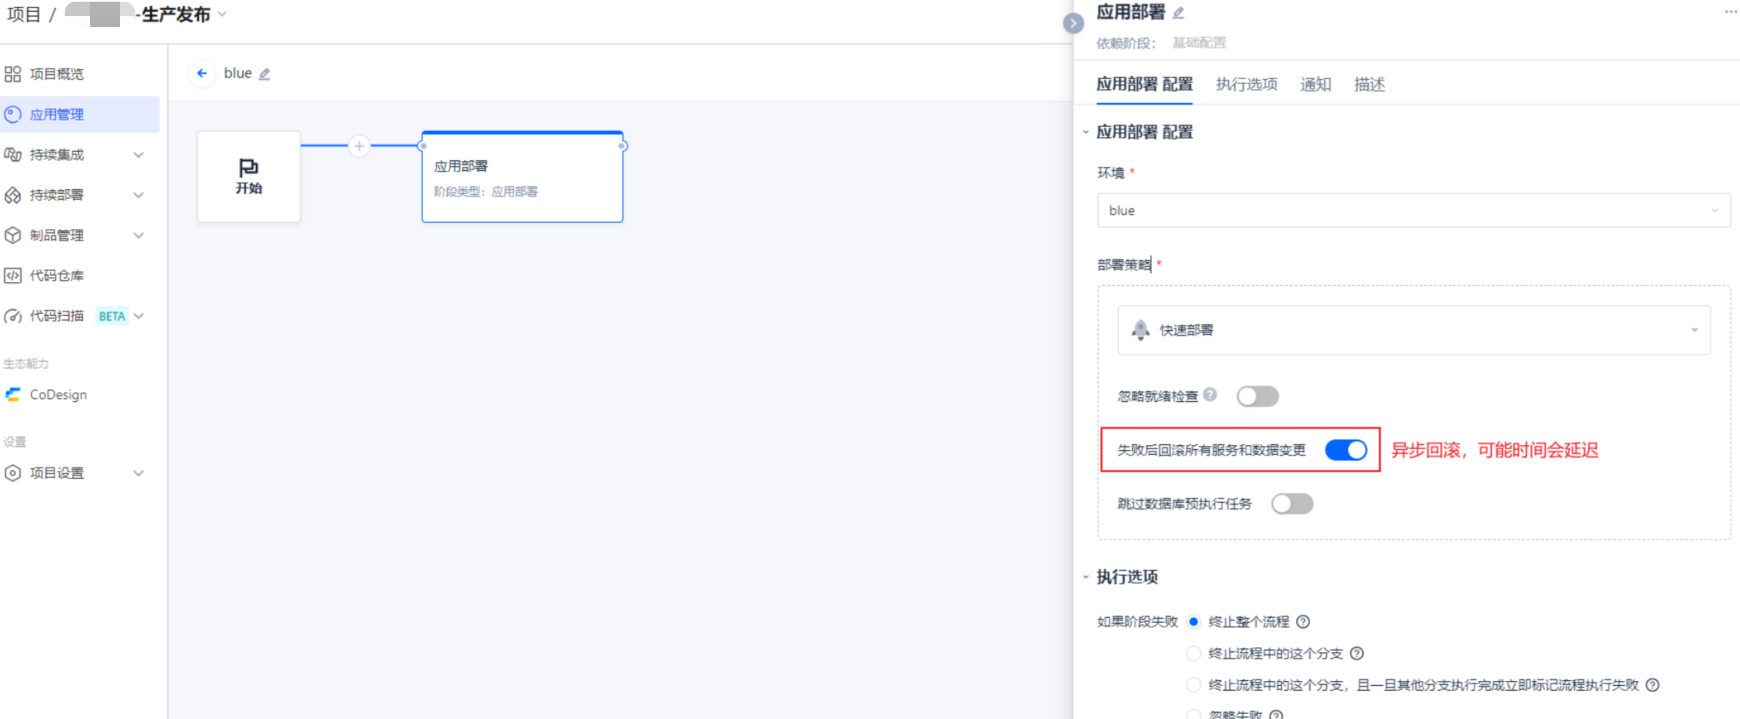 项目 / -生产发布
项目概览
应用管理
持续集成
持续部署
制品管理
代码仓库
代码扫描 BETA
生态能力
CoDesign
设置
项目设置
blue
开始
应用部署
阶段类型：应用部署
应用部署
依赖阶段： 基础配置
应用部署 配置 执行选项 通知 描述
应用部署 配置
环境 *
blue
部署策略 *
快速部署
忽略就绪检查
失败后回滚所有服务和数据变更 异步回滚，可能时间会延迟
跳过数据库预执行任务
执行选项
如果阶段失败 终止整个流程
终止流程中的这个分支
终止流程中的这个分支，且一旦其他分支执行完成立即标记流程执行失败
忽略失败